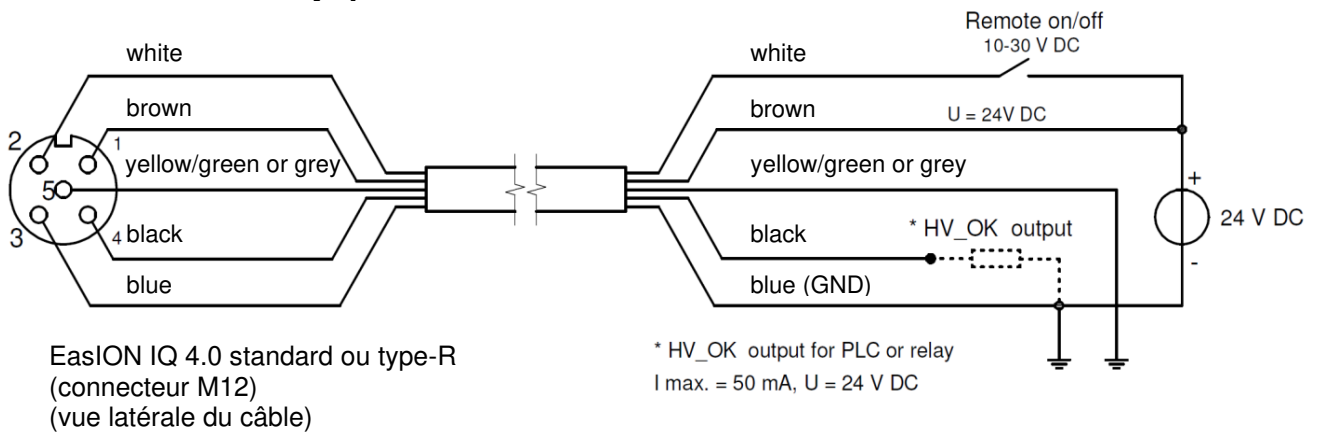 Remote on/off
10-30 V DC
white
white
brown
brown
U = 24V DC
2
1
yellow/green or grey
yellow/green or grey
5
+
24 V DC
3
4
black
black
* HV_OK output
-
blue
blue (GND)
EasION IQ 4.0 standard ou type-R
(connecteur M12)
(vue latérale du câble)
* HV_OK output for PLC or relay
I max. = 50 mA, U = 24 V DC